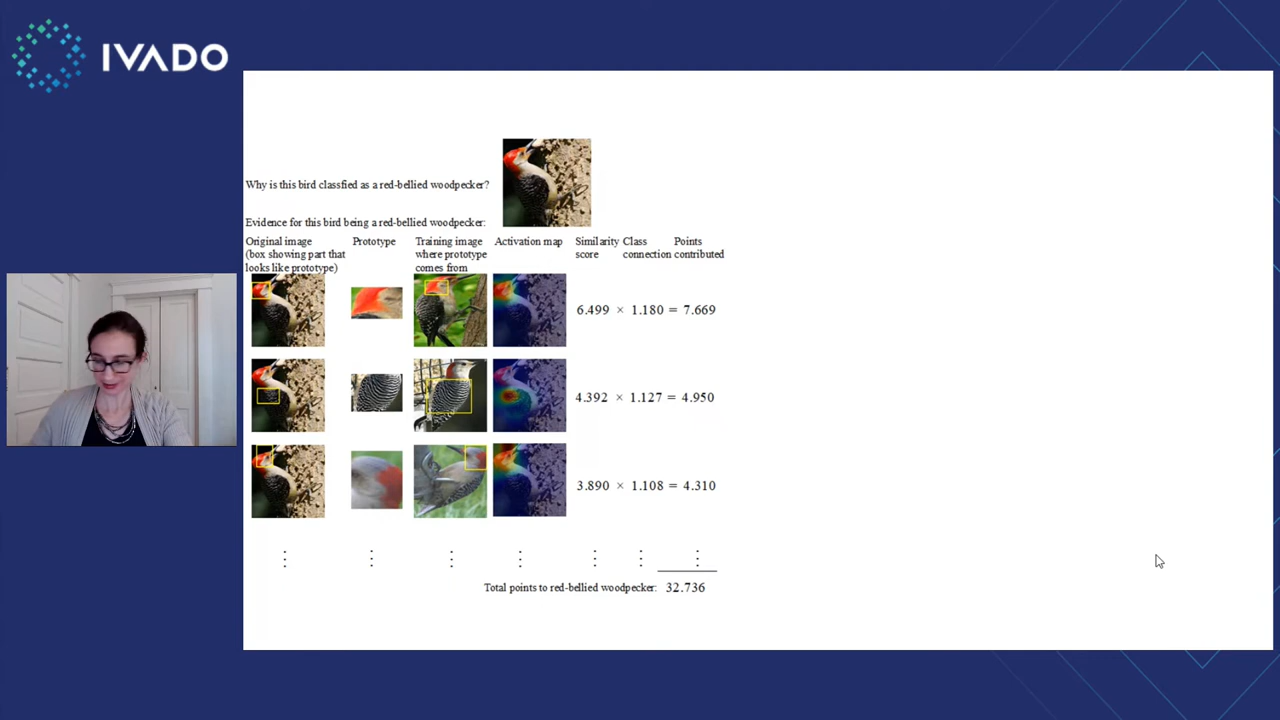 IVADO
Why is this bird classfied as a red-bellied woodpecker?
Evidence for this bird being a red-bellied woodpecker:
Original image
(box showing part that
looks like prototype)
Prototype
Training image
where prototype
comes from
Activation map
Similarity
score
Class
connection
Points
contributed
6.499 × 1.180 = 7.669
4.392 × 1.127 = 4.950
3.890 × 1.108 = 4.310
Total points to red-bellied woodpecker: 32.736